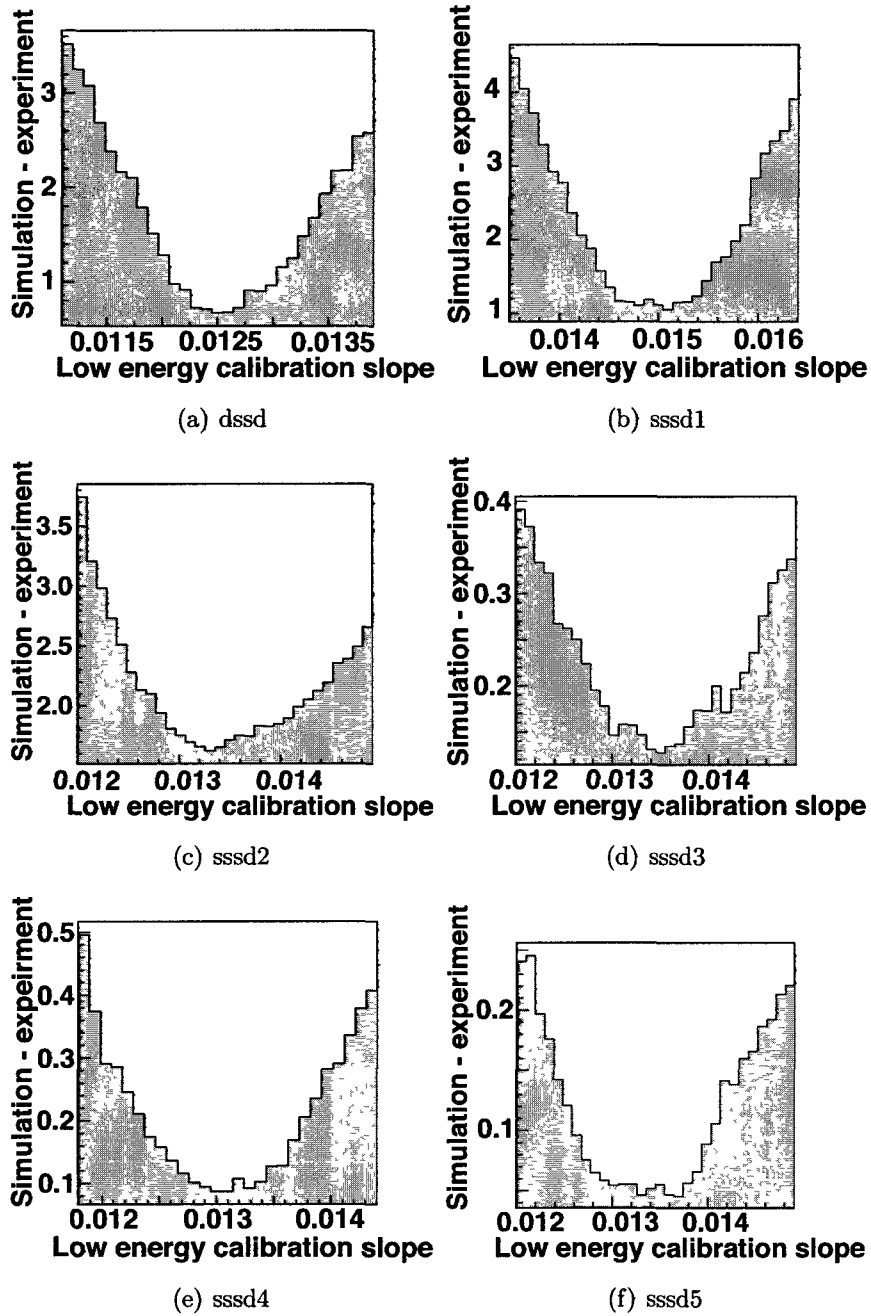 Simulation - experiment
3
2
1
0.0115 0.0125 0.0135
Low energy calibration slope
(a) dssd
Simulation - experiment
4
3
2
1
0.014 0.015 0.016
Low energy calibration slope
(b) sssd1
Simulation - experiment
3.5
3.0
2.5
2.0
0.012 0.013 0.014
Low energy calibration slope
(c) sssd2
Simulation - experiment
0.4
0.3
0.2
0.012 0.013 0.014
Low energy calibration slope
(d) sssd3
Simulation - expeirment
0.5
0.4
0.3
0.2
0.1
0.012 0.013 0.014
Low energy calibration slope
(e) sssd4
Simulation - experiment
0.2
0.1
0.012 0.013 0.014
Low energy calibration slope
(f) sssd5